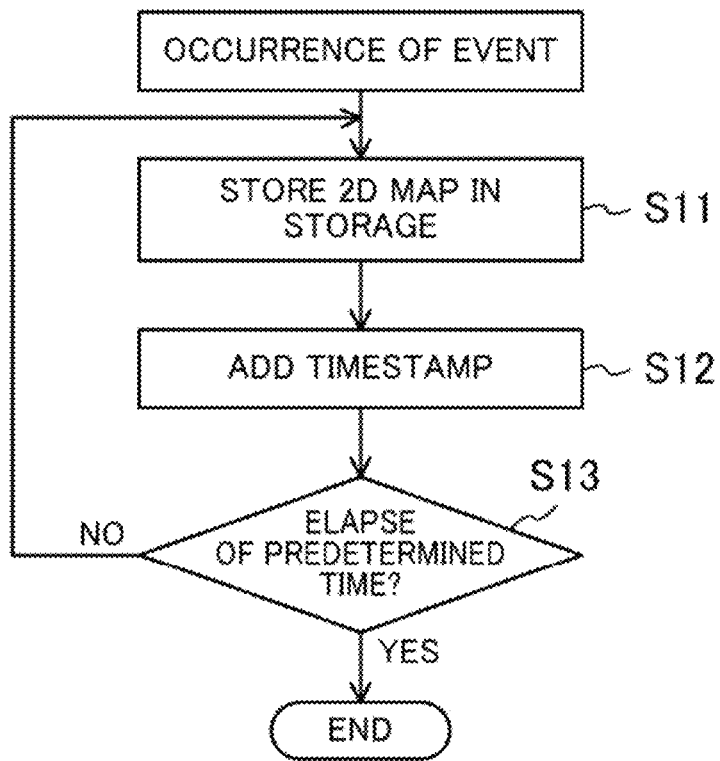 OCCURRENCE OF EVENT
STORE 2D MAP IN
STORAGE
S11
ADD TIMESTAMP
S12
S13
ELAPSE
OF PREDETERMINED
TIME?
NO
YES
END